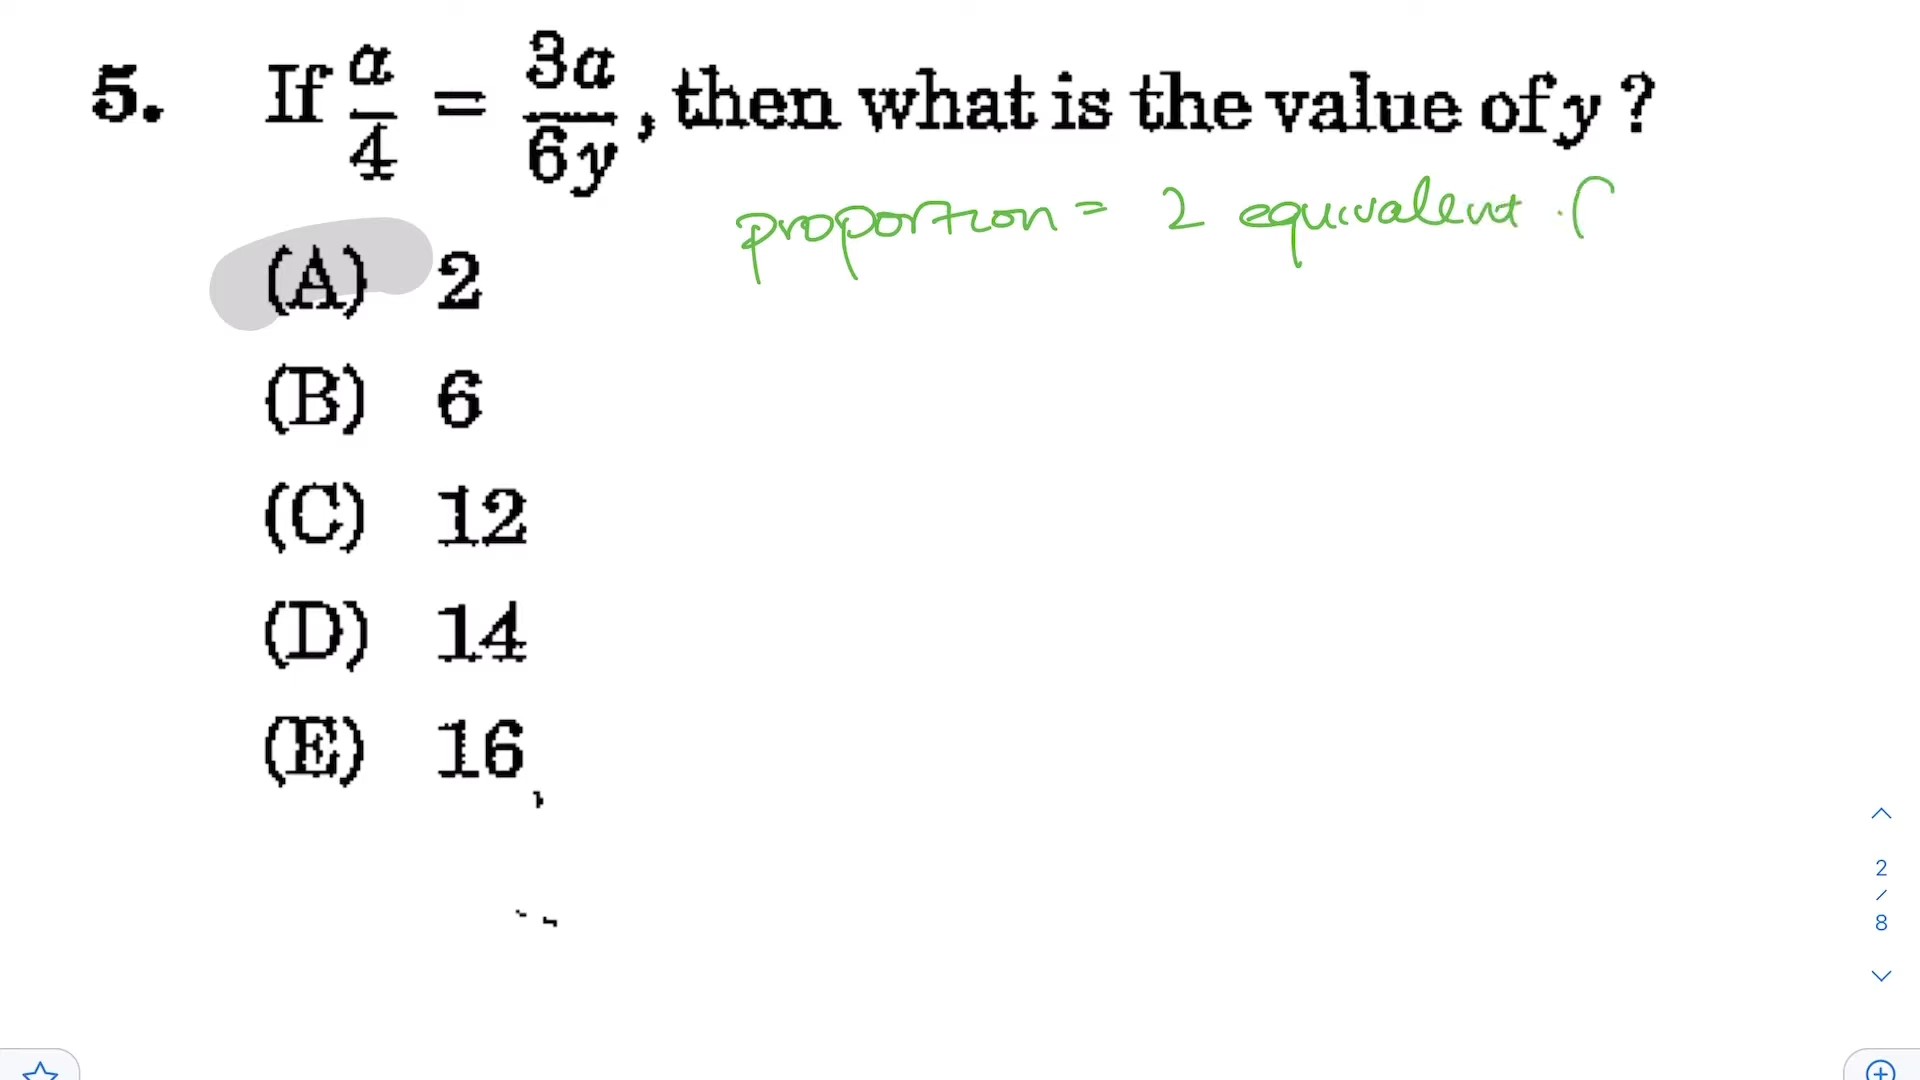 5. If a/4 = 3a/6y, then what is the value of y ?
proportion = 2 equivalent
(A) 2
(B) 6
(C) 12
(D) 14
(E) 16
2
/
8